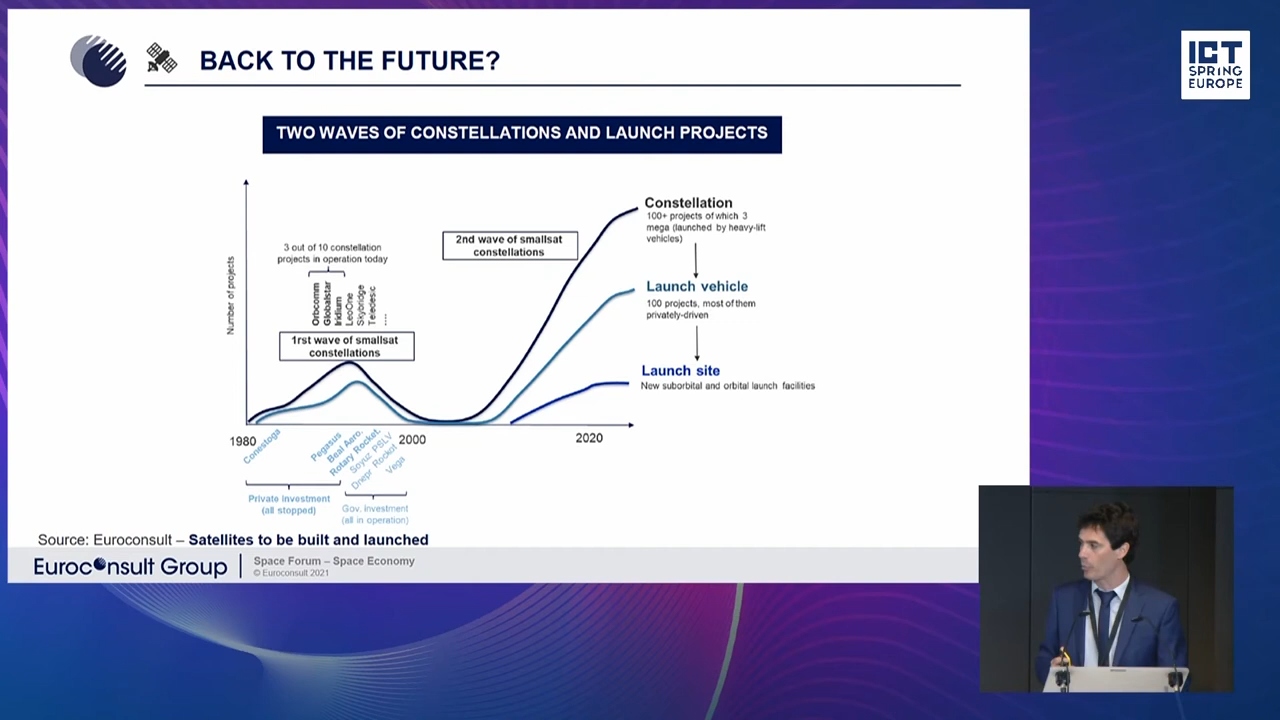 BACK TO THE FUTURE?
ICT
SPRING
EUROPE
TWO WAVES OF CONSTELLATIONS AND LAUNCH PROJECTS
Number of projects
3 out of 10 constellation
projects in operation today
Orbcomm
Globalstar
Iridium
LeoOne
Skybridge
Teledesic
....
1rst wave of smallsat
constellations
2nd wave of smallsat
constellations
Constellation
100+ projects of which 3
mega (launched by heavy-lift
vehicles)
Launch vehicle
100 projects, most of them
privately-driven
Launch site
New suborbital and orbital launch facilities
1980
2000
2020
Conestoga
Pegasus
Beal Aero.
Rotary Rocket.
Soyuz PSLV
Dnepr Rockot
Vega
Private investment
(all stopped)
Gov. investment
(all in operation)
Source: Euroconsult – Satellites to be built and launched
Euroconsult Group
Space Forum – Space Economy
© Euroconsult 2021